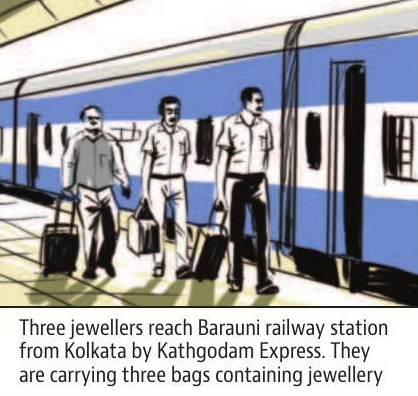 Three jewellers reach Barauni railway station
from Kolkata by Kathgodam Express. They
are carrying three bags containing jewellery